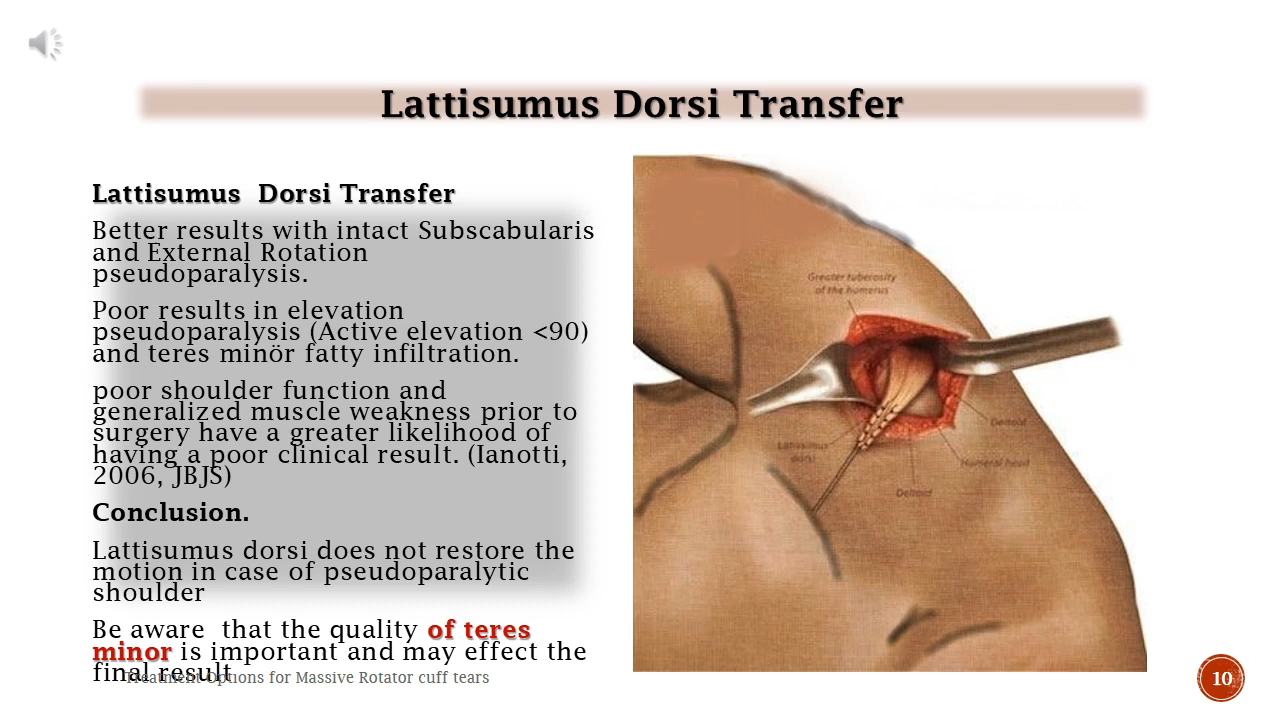 Lattisumus Dorsi Transfer
Lattisumus Dorsi Transfer
Better results with intact Subscabularis
and External Rotation
pseudoparalysis.
Poor results in elevation
pseudoparalysis (Active elevation <90)
and teres minör fatty infiltration.
poor shoulder function and
generalized muscle weakness prior to
surgery have a greater likelihood of
having a poor clinical result. (Ianotti,
2006, JBJS)
Conclusion.
Lattisumus dorsi does not restore the
motion in case of pseudoparalytic
shoulder
Be aware that the quality of teres
minor is important and may effect the
final result
Greater tuberosity
of the humerus
Deltoid
Latissimus
dorsi
Humeral head
Deltoid
Treatment Options for Massive Rotator cuff tears
10